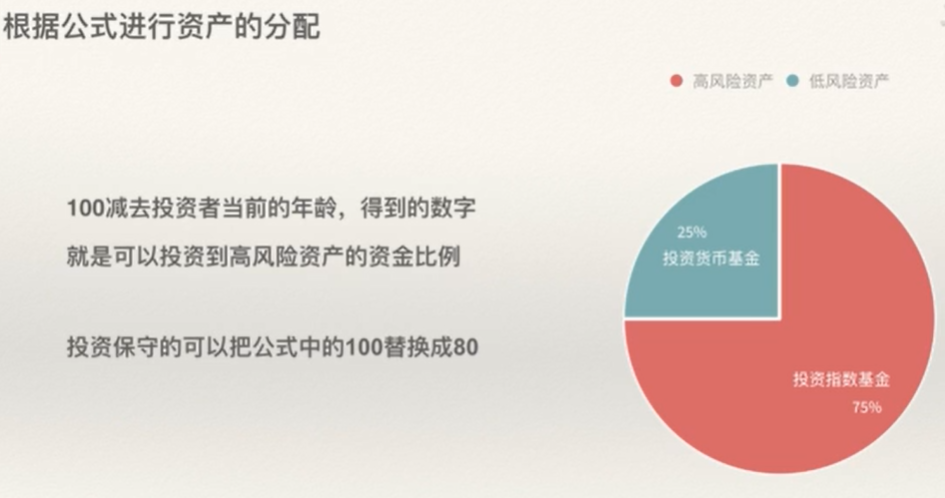 根据公式进行资产的分配
高风险资产 低风险资产
100减去投资者当前的年龄，得到的数字
就是可以投资到高风险资产的资金比例
投资保守的可以把公式中的100替换成80
25%
投资货币基金
投资指数基金
75%